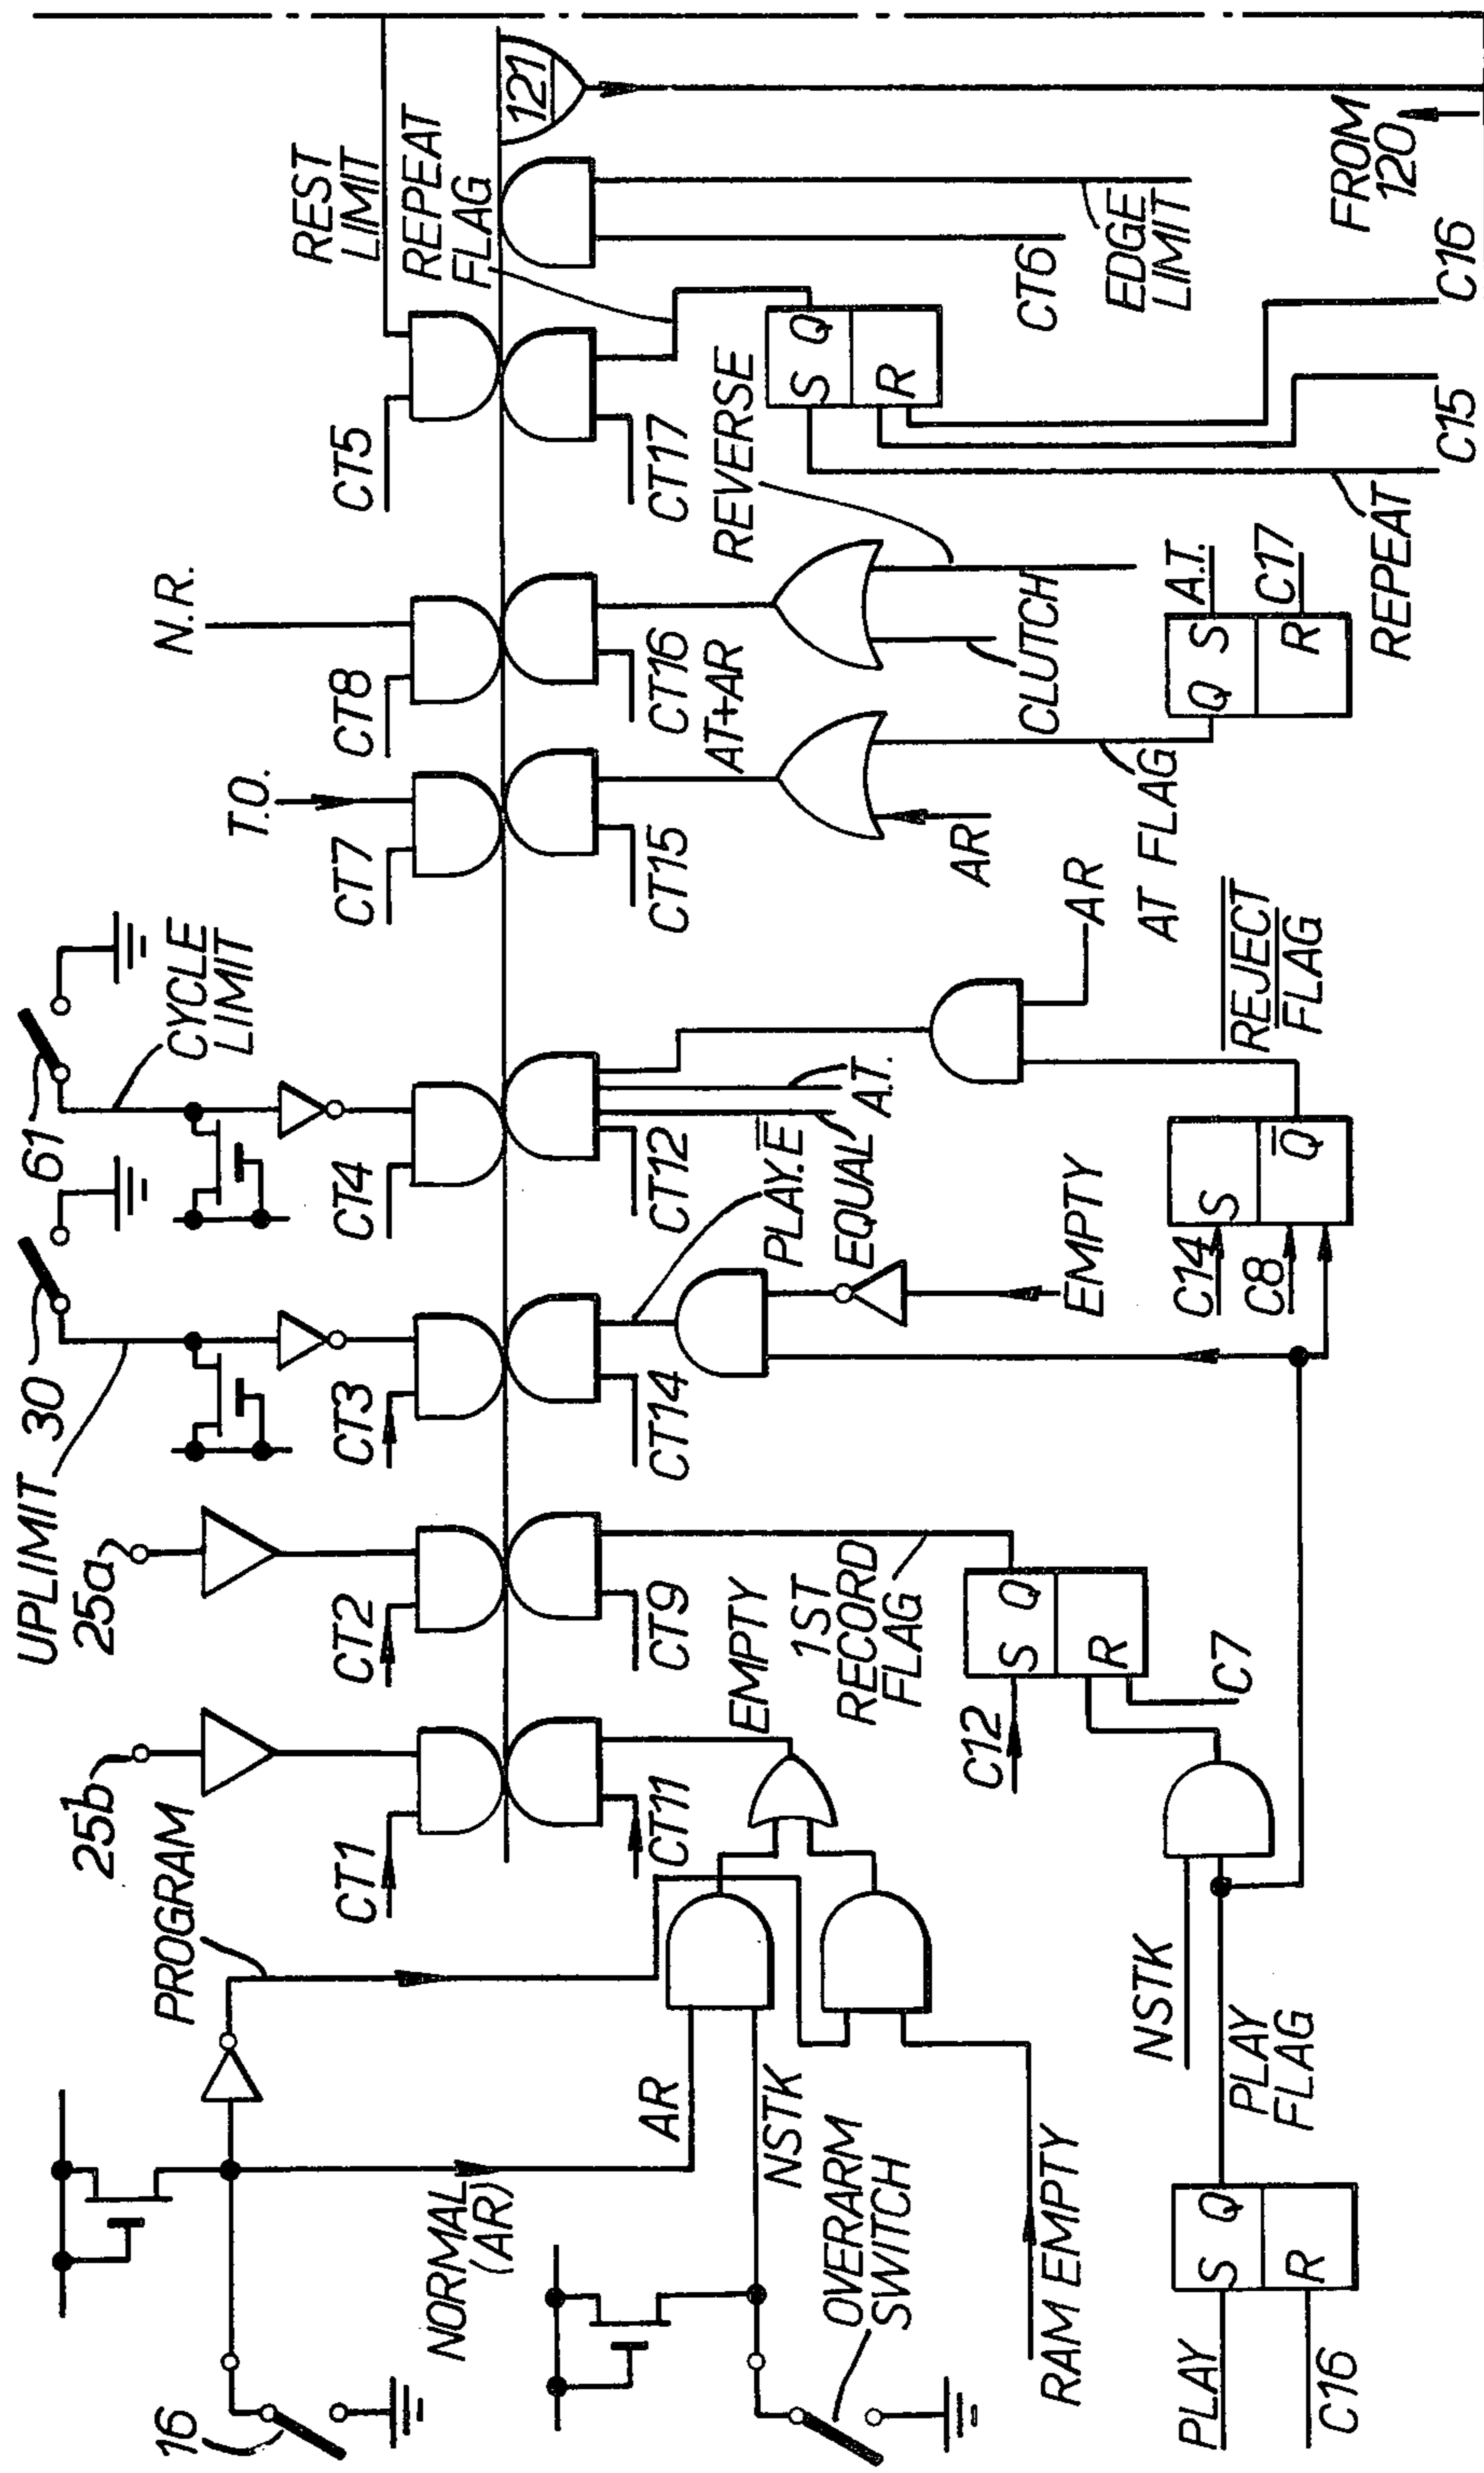 16
PROGRAM
25b
25a
UPLIMIT
30
61
CYCLE
LIMIT
NORMAL
(AR)
CT1
CT2
CT3
CT4
CT7
T.O.
CT8
N.R.
CT5
REST
LIMIT
REPEAT
FLAG
121
AR
NSTK
OVERARM
SWITCH
RAM EMPTY
CT11
EMPTY
CT9
1ST
RECORD
FLAG
CT14
PLAY.E̅
EQUAL
A.T.
CT12
CT15
CT16
AT+AR
CT17
REVERSE
CLUTCH
CT6
EDGE
LIMIT
S Q
R
AR
AR
AT FLAG
EMPTY
C12
S Q
R
C7
C14
C8
S
Q̅
R̅E̅J̅E̅C̅T̅
F̅L̅A̅G̅
Q S
R
A.T.
C17
REPEAT
C15
C16
FROM
120
NSTK
PLAY
FLAG
PLAY
C16
S Q
R